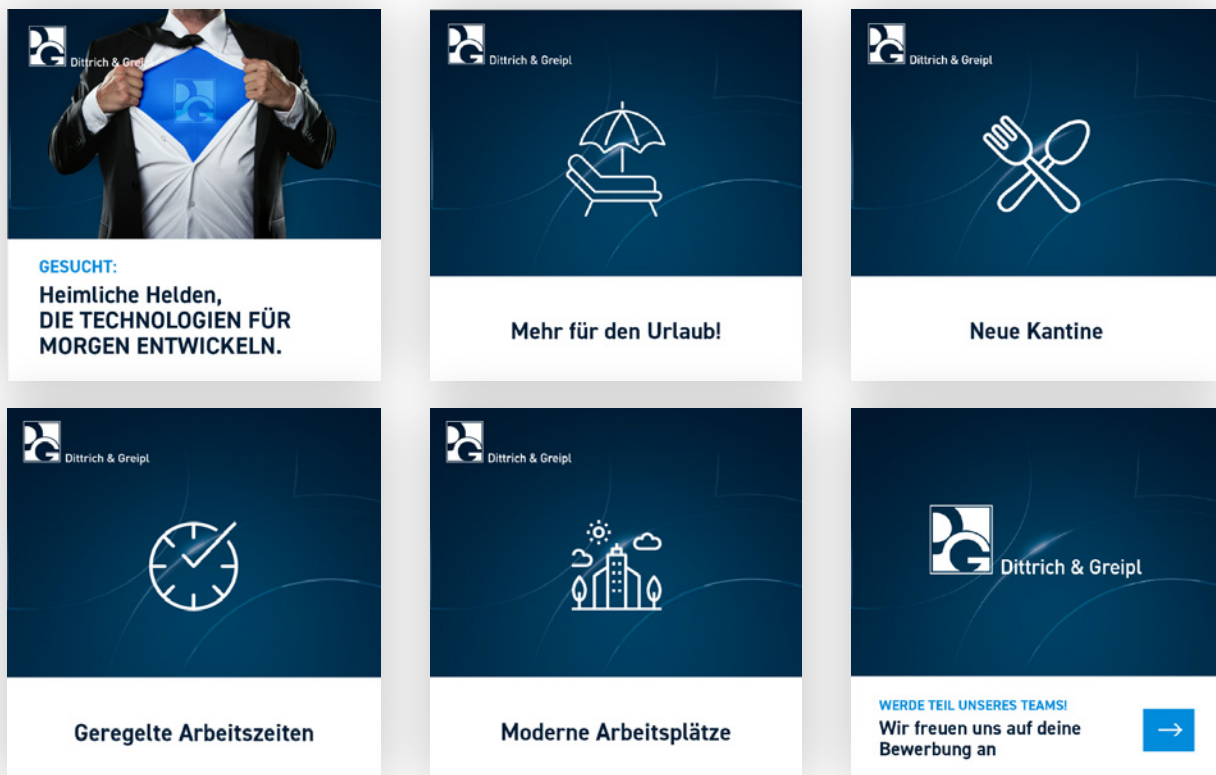 Dittrich & Greipl
GESUCHT:
Heimliche Helden,
DIE TECHNOLOGIEN FÜR
MORGEN ENTWICKELN.
Dittrich & Greipl
Mehr für den Urlaub!
Dittrich & Greipl
Neue Kantine
Dittrich & Greipl
Geregelte Arbeitszeiten
Dittrich & Greipl
Moderne Arbeitsplätze
Dittrich & Greipl
WERDE TEIL UNSERES TEAMS!
Wir freuen uns auf deine
Bewerbung an